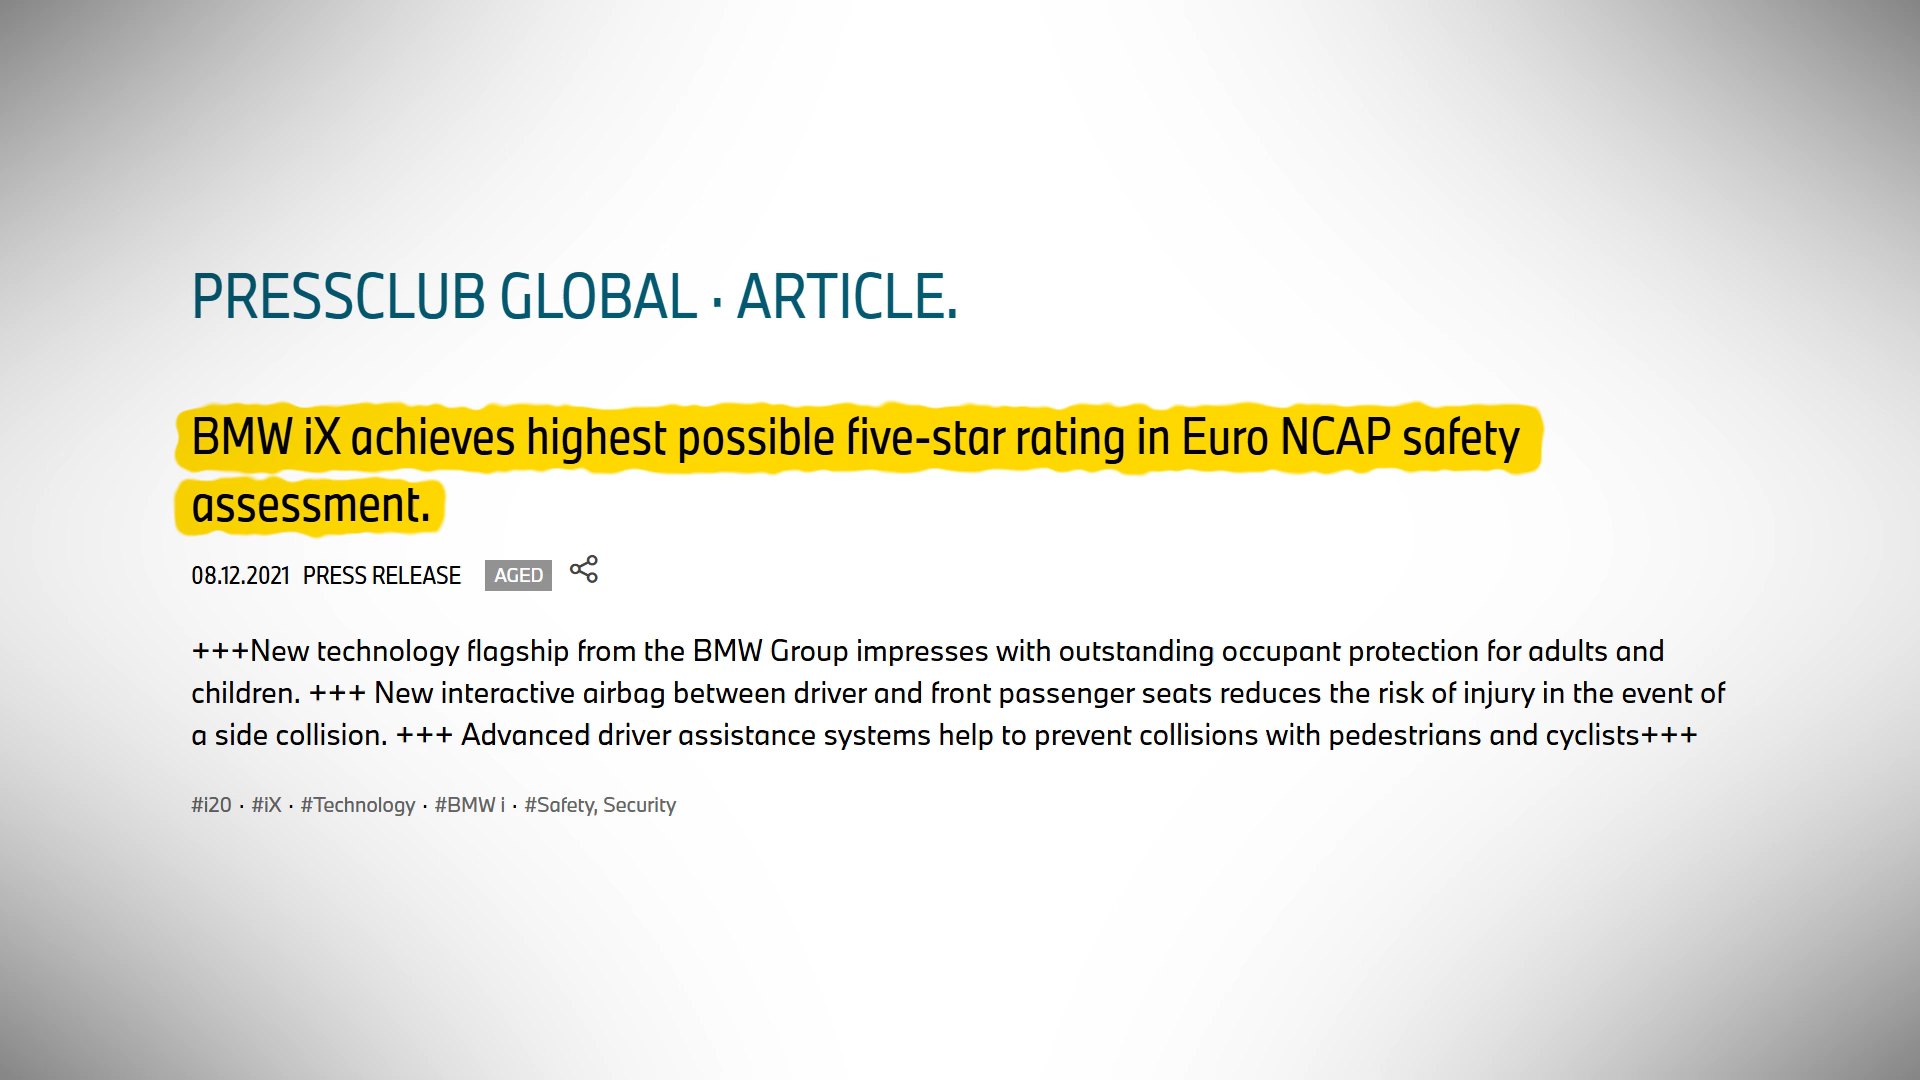 PRESSCLUB GLOBAL · ARTICLE.
BMW iX achieves highest possible five-star rating in Euro NCAP safety
assessment.
08.12.2021 PRESS RELEASE AGED
+++New technology flagship from the BMW Group impresses with outstanding occupant protection for adults and
children. +++ New interactive airbag between driver and front passenger seats reduces the risk of injury in the event of
a side collision. +++ Advanced driver assistance systems help to prevent collisions with pedestrians and cyclists+++
#i20 · #iX · #Technology · #BMW i · #Safety, Security